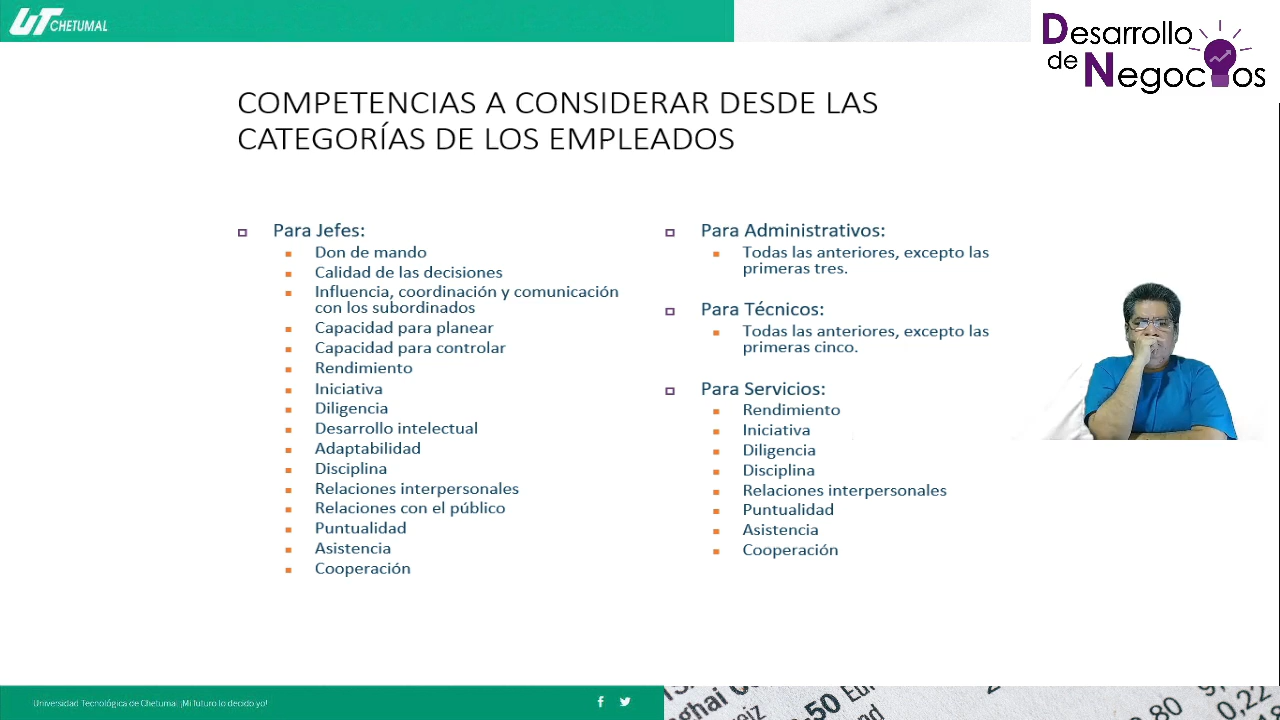 UT CHETUMAL
Desarrollo
de Negocios
COMPETENCIAS A CONSIDERAR DESDE LAS
CATEGORÍAS DE LOS EMPLEADOS
Para Jefes:
Don de mando
Calidad de las decisiones
Influencia, coordinación y comunicación
con los subordinados
Capacidad para planear
Capacidad para controlar
Rendimiento
Iniciativa
Diligencia
Desarrollo intelectual
Adaptabilidad
Disciplina
Relaciones interpersonales
Relaciones con el público
Puntualidad
Asistencia
Cooperación
Para Administrativos:
Todas las anteriores, excepto las
primeras tres.
Para Técnicos:
Todas las anteriores, excepto las
primeras cinco.
Para Servicios:
Rendimiento
Iniciativa
Diligencia
Disciplina
Relaciones interpersonales
Puntualidad
Asistencia
Cooperación
Universidad Tecnológica de Chetumal ¡Mi futuro lo decido yo!